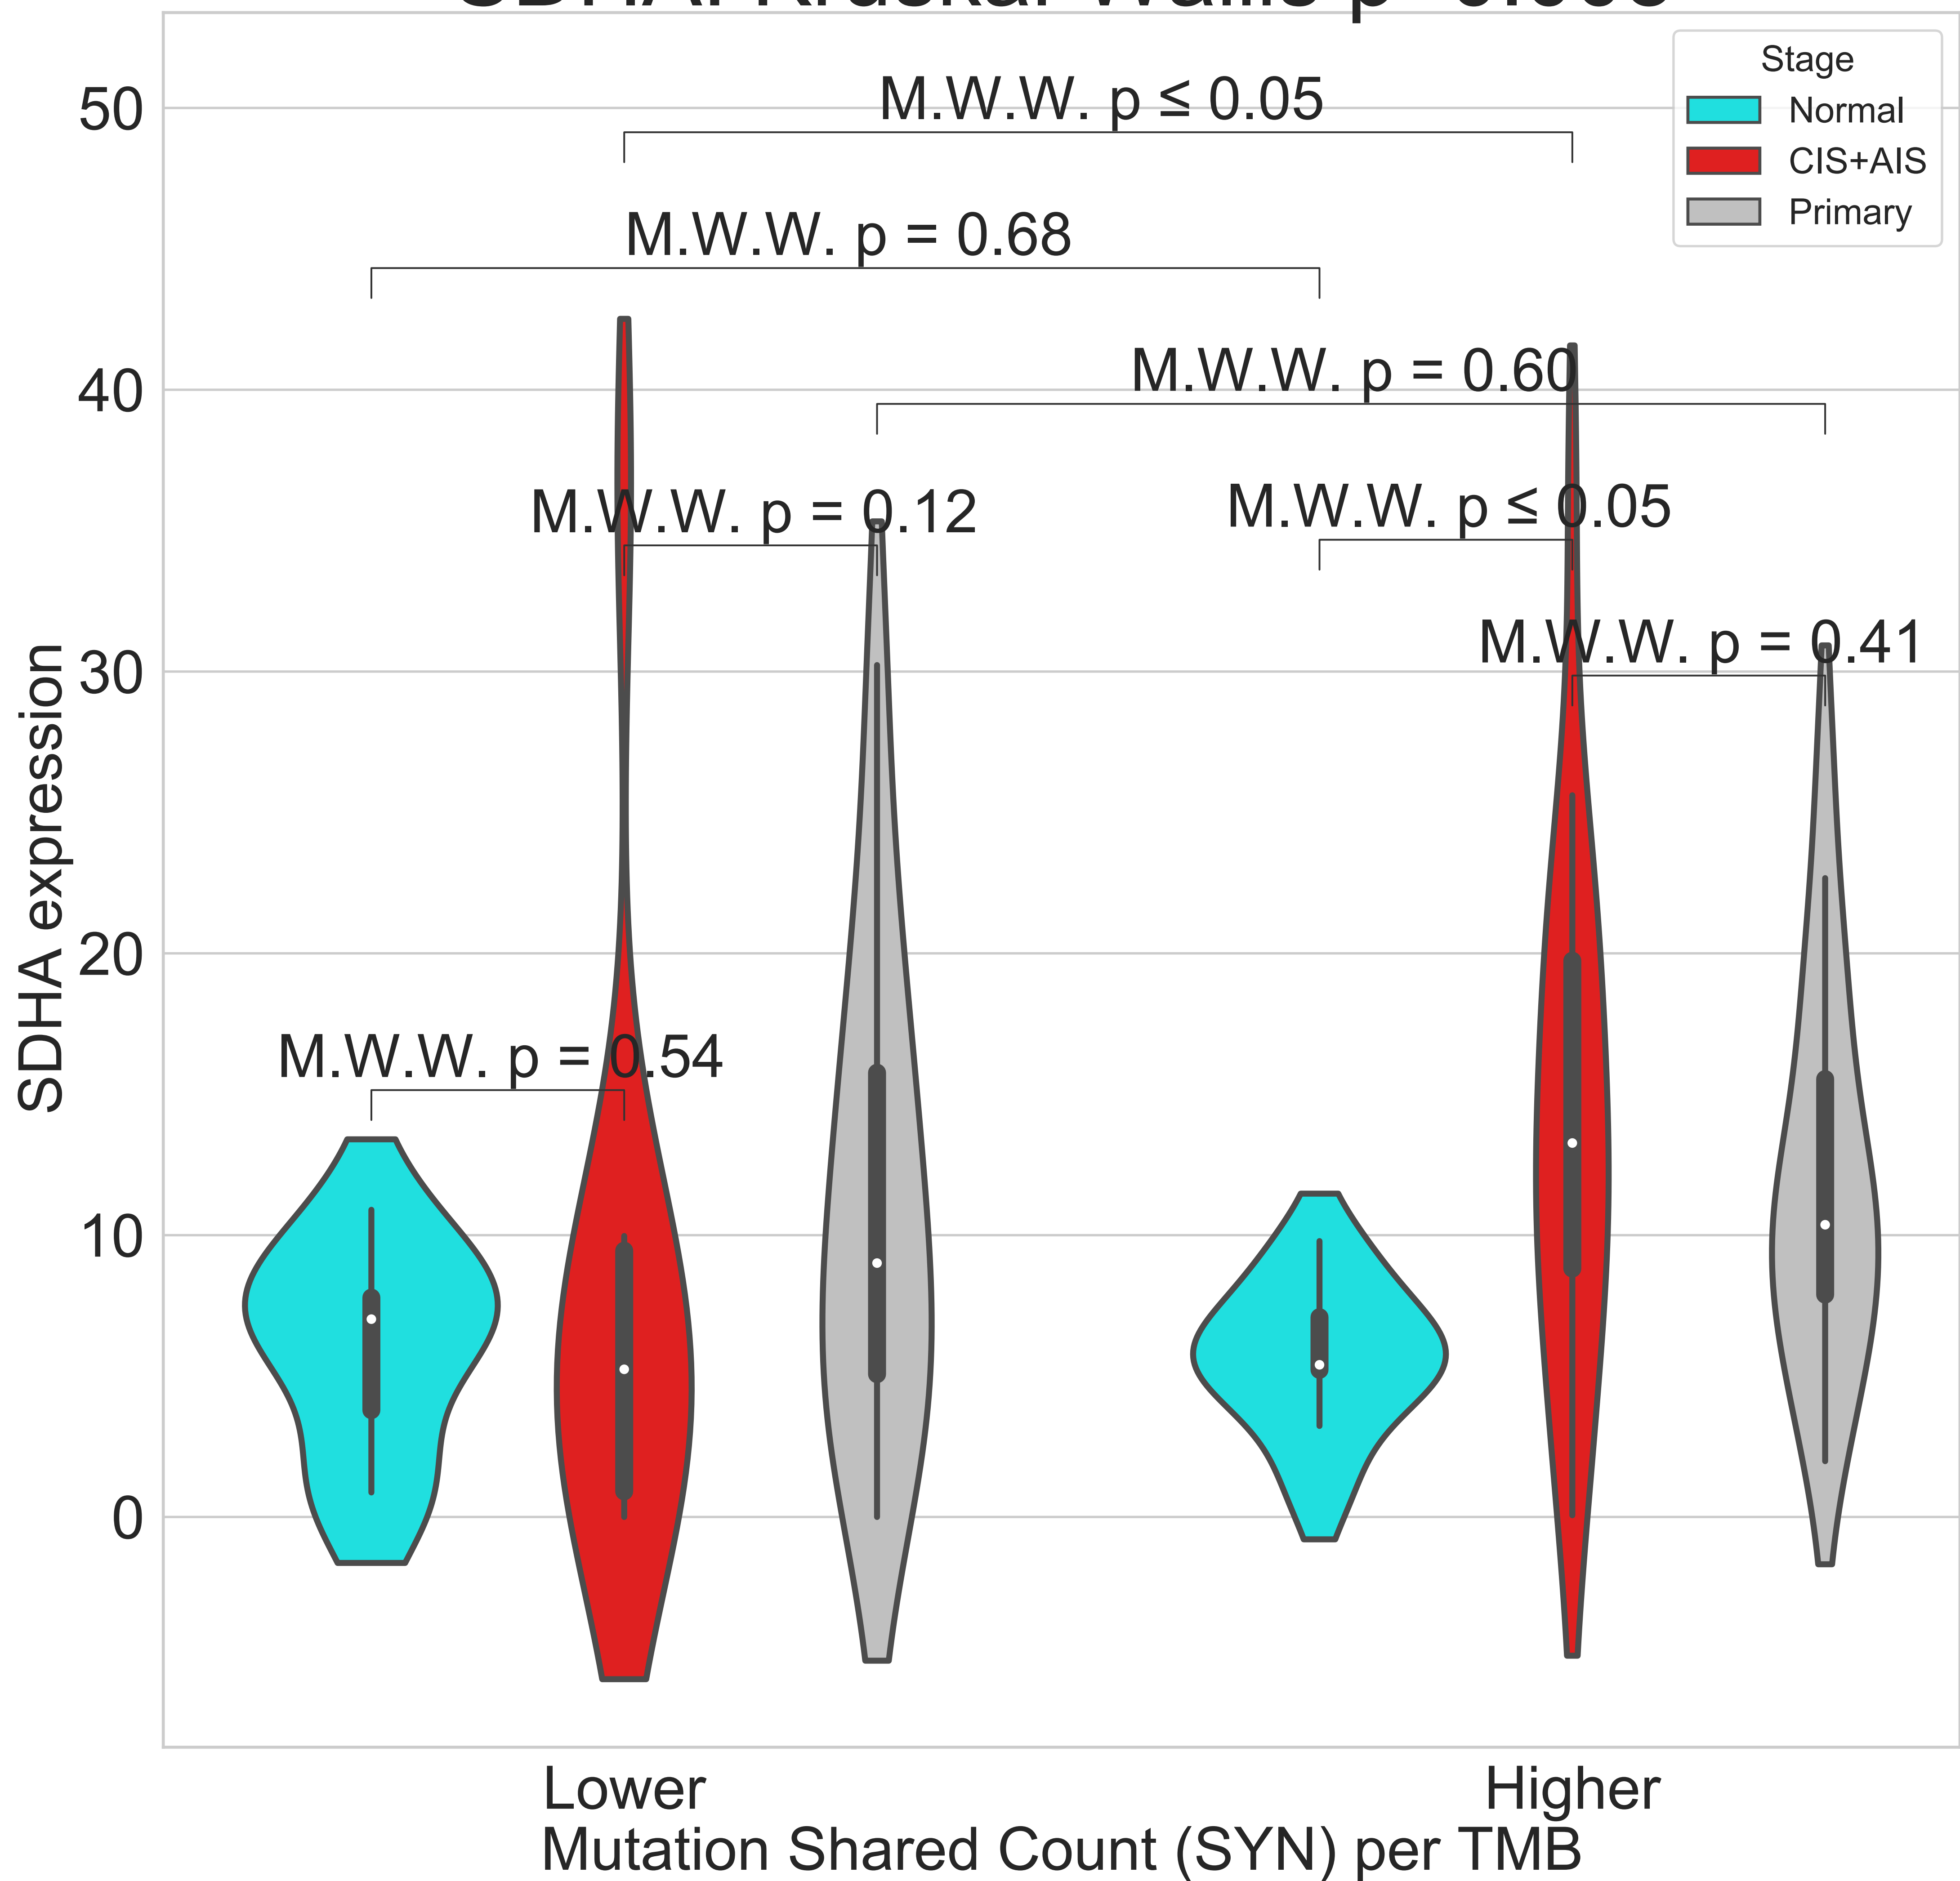 50
40
30
20
10
0
SDHA expression
M.W.W. p ≤ 0.05
M.W.W. p = 0.68
M.W.W. p = 0.60
M.W.W. p = 0.12
M.W.W. p ≤ 0.05
M.W.W. p = 0.41
M.W.W. p = 0.54
Stage
Normal
CIS+AIS
Primary
Lower
Higher
Mutation Shared Count (SYN) per TMB